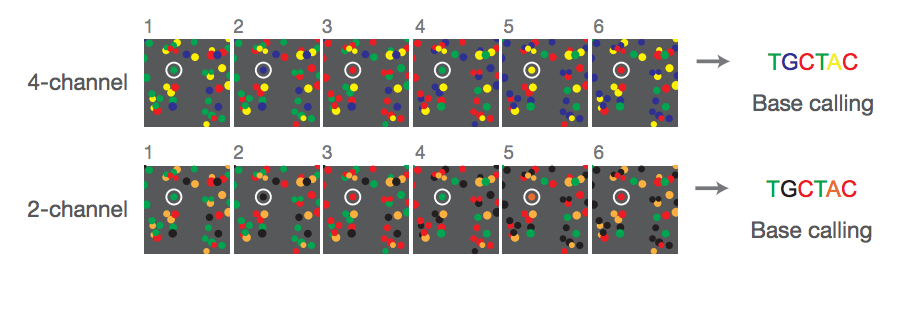 1 2 3 4 5 6
4-channel
TGCTAC
Base calling
1 2 3 4 5 6
2-channel
TGCTAC
Base calling